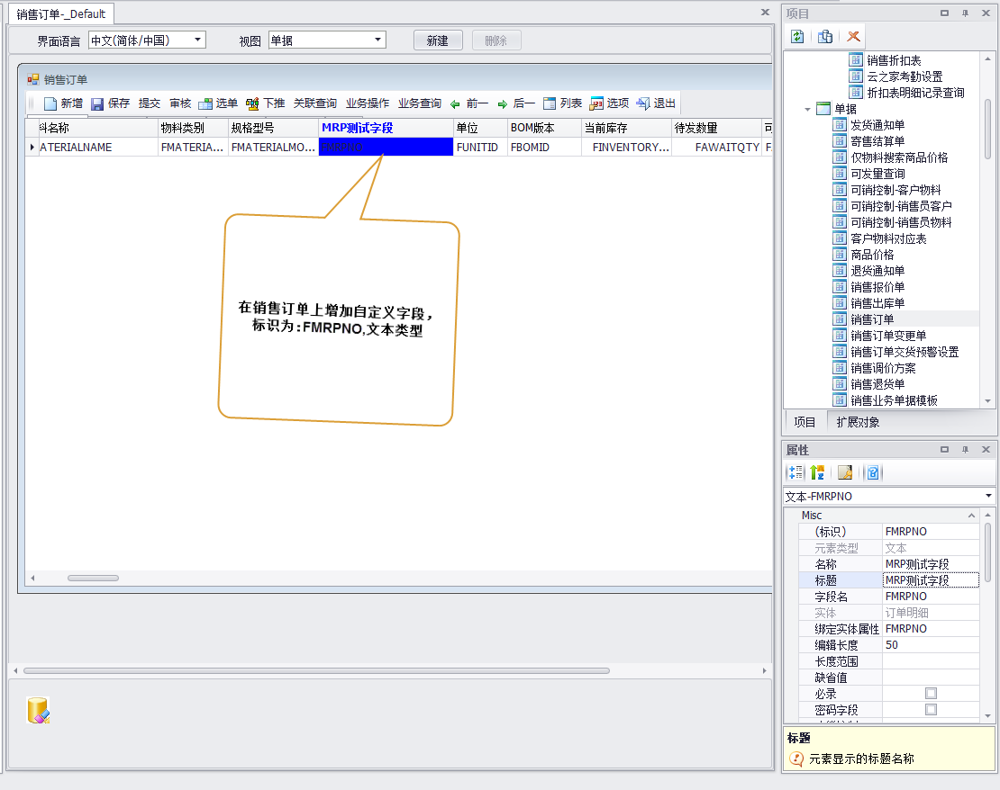 销售订单-_Default
界面语言 中文(简体/中国) 视图 单据 新建 删除
销售订单
新增 保存 提交 审核 选单 下推 关联查询 业务操作 业务查询 前一 后一 列表 选项 退出
料名称 物料类别 规格型号 MRP测试字段 单位 BOM版本 当前库存 待发数量 可
ATERIALNAME FMATERIA... FMATERIALMO... FMRPNO FUNITID FBOMID FINVENTORY... FAWAITQTY F.
在销售订单上增加自定义字段,
标识为:FMRPNO,文本类型
项目
销售折扣表
云之家考勤设置
折扣表明细记录查询
单据
发货通知单
寄售结算单
仅物料搜索商品价格
可发量查询
可销控制-客户物料
可销控制-销售员客户
可销控制-销售员物料
客户物料对应表
商品价格
退货通知单
销售报价单
销售出库单
销售订单
销售订单变更单
销售订单交货预警设置
销售调价方案
销售退货单
销售业务单据模板
项目 扩展对象
属性
文本-FMRPNO
Misc
(标识) FMRPNO
元素类型 文本
名称 MRP测试字段
标题 MRP测试字段
字段名 FMRPNO
实体 订单明细
绑定实体属性 FMRPNO
编辑长度 50
长度范围
缺省值
必录
密码字段
标题
元素显示的标题名称